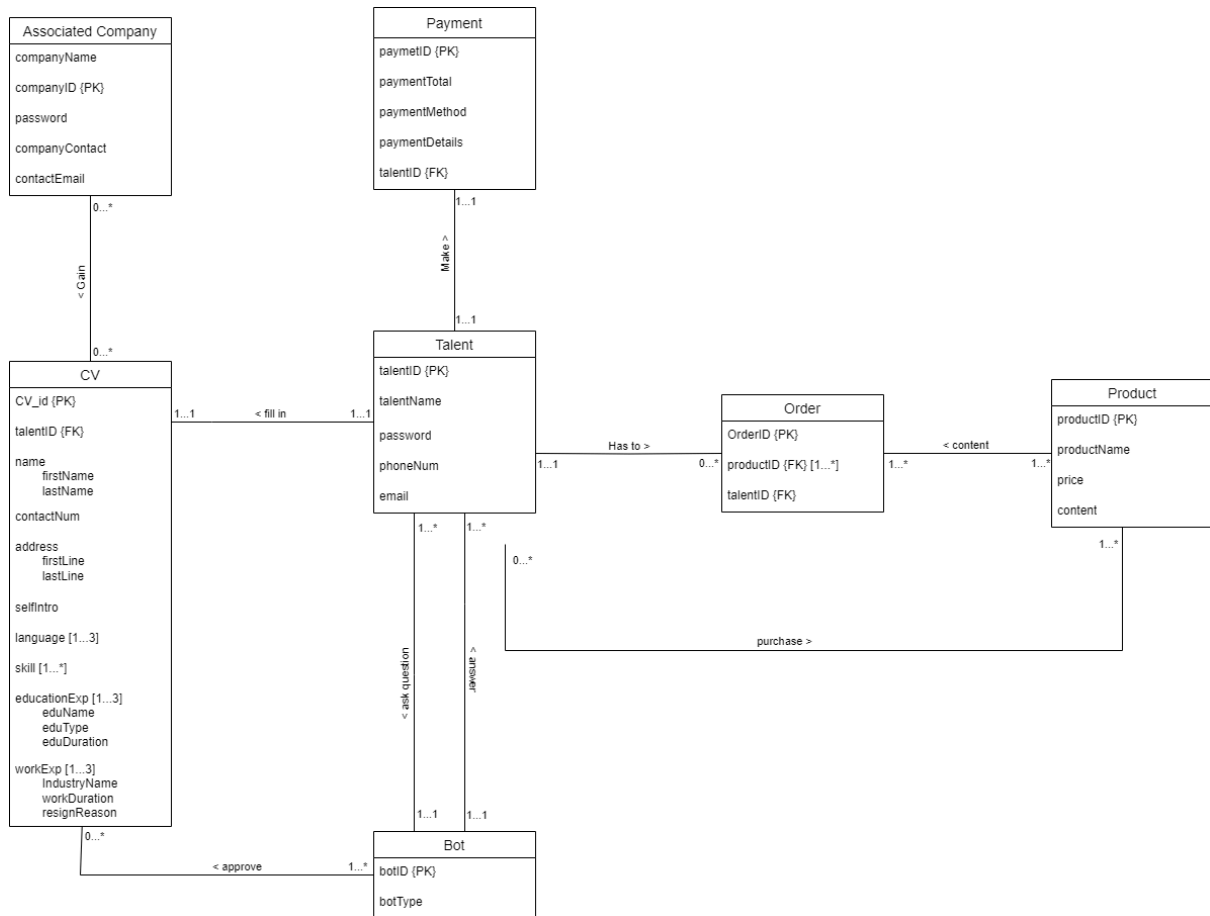 Associated Company
companyName
companyID {PK}
password
companyContact
contactEmail
0...*
< Gain
0...*
Payment
paymetID {PK}
paymentTotal
paymentMethod
paymentDetails
talentID {FK}
1...1
Make >
1...1
CV
CV_id {PK}
talentID {FK}
name
firstName
lastName
contactNum
address
firstLine
lastLine
selfIntro
language [1...3]
skill [1...*]
educationExp [1...3]
eduName
eduType
eduDuration
workExp [1...3]
IndustryName
workDuration
resignReason
1...1
< fill in
1...1
Talent
talentID {PK}
talentName
password
phoneNum
email
1...1
Has to >
0...*
Order
OrderID {PK}
productID {FK} [1...*]
talentID {FK}
1...*
< content
1...*
Product
productID {PK}
productName
price
content
1...*
1...*
0...*
1...*
purchase >
< ask question
< answer
1...1
1...1
0...*
< approve
1...*
Bot
botID {PK}
botType